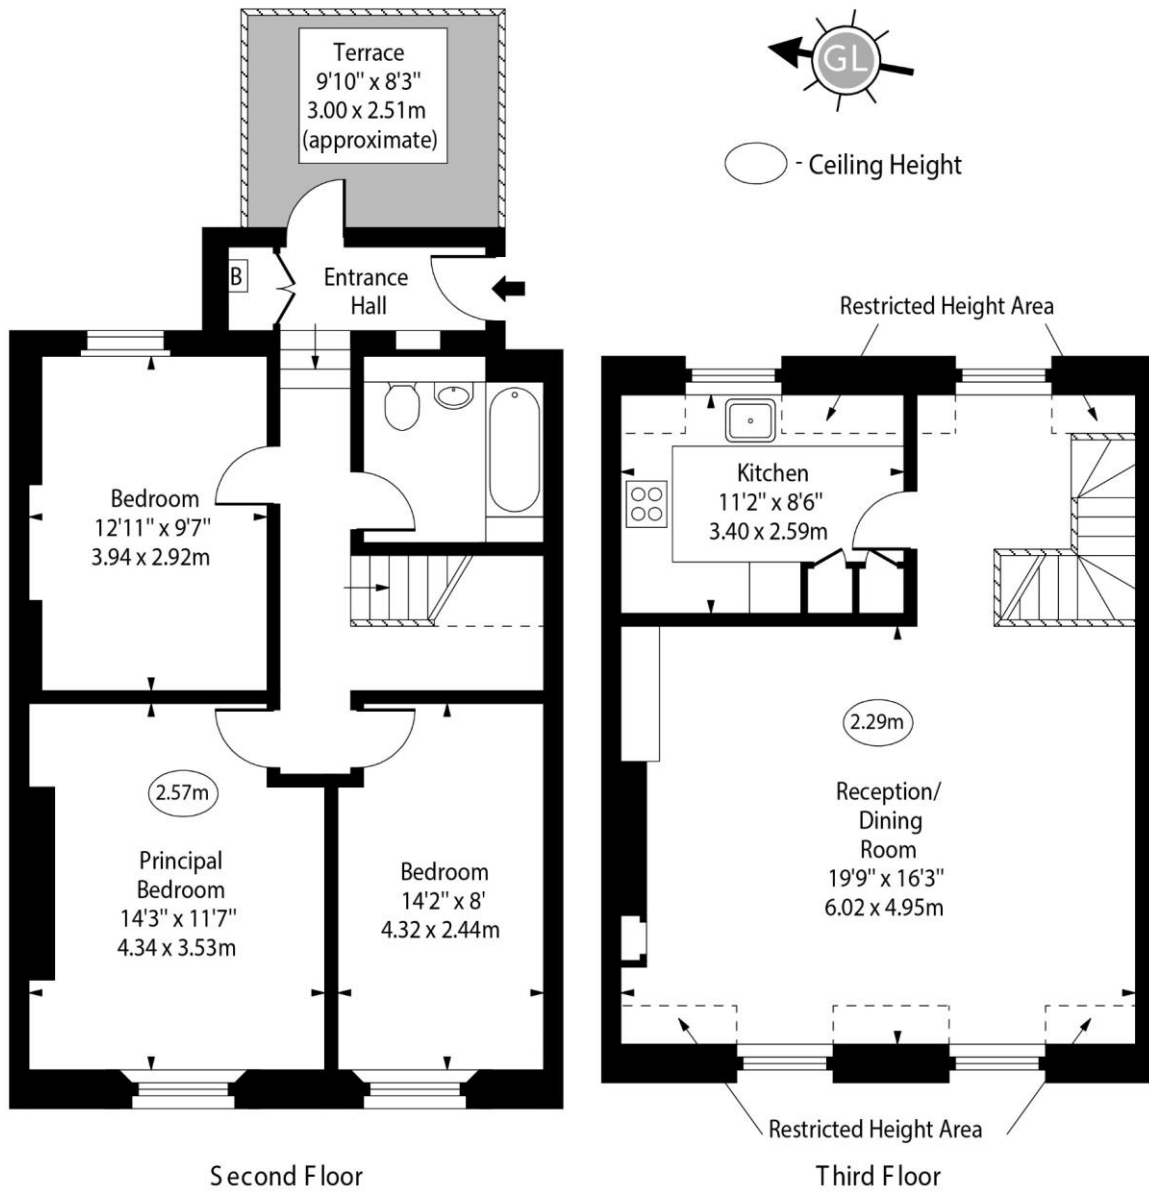 Terrace
9'10" x 8'3"
3.00 x 2.51m
(approximate)
GL
- Ceiling Height
B
Entrance
Hall
Bedroom
12'11" x 9'7"
3.94 x 2.92m
2.57m
Principal
Bedroom
14'3" x 11'7"
4.34 x 3.53m
Bedroom
14'2" x 8'
4.32 x 2.44m
Second Floor
Restricted Height Area
Kitchen
11'2" x 8'6"
3.40 x 2.59m
2.29m
Reception/
Dining
Room
19'9" x 16'3"
6.02 x 4.95m
Restricted Height Area
Third Floor